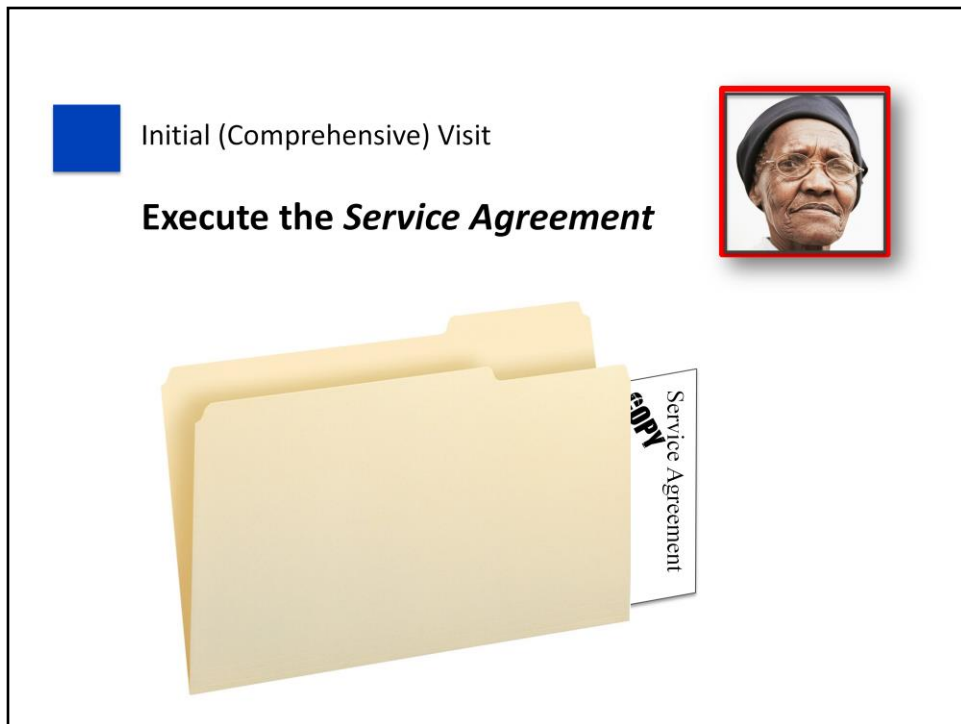 Initial (Comprehensive) Visit
Execute the Service Agreement
COPY
Service Agreement